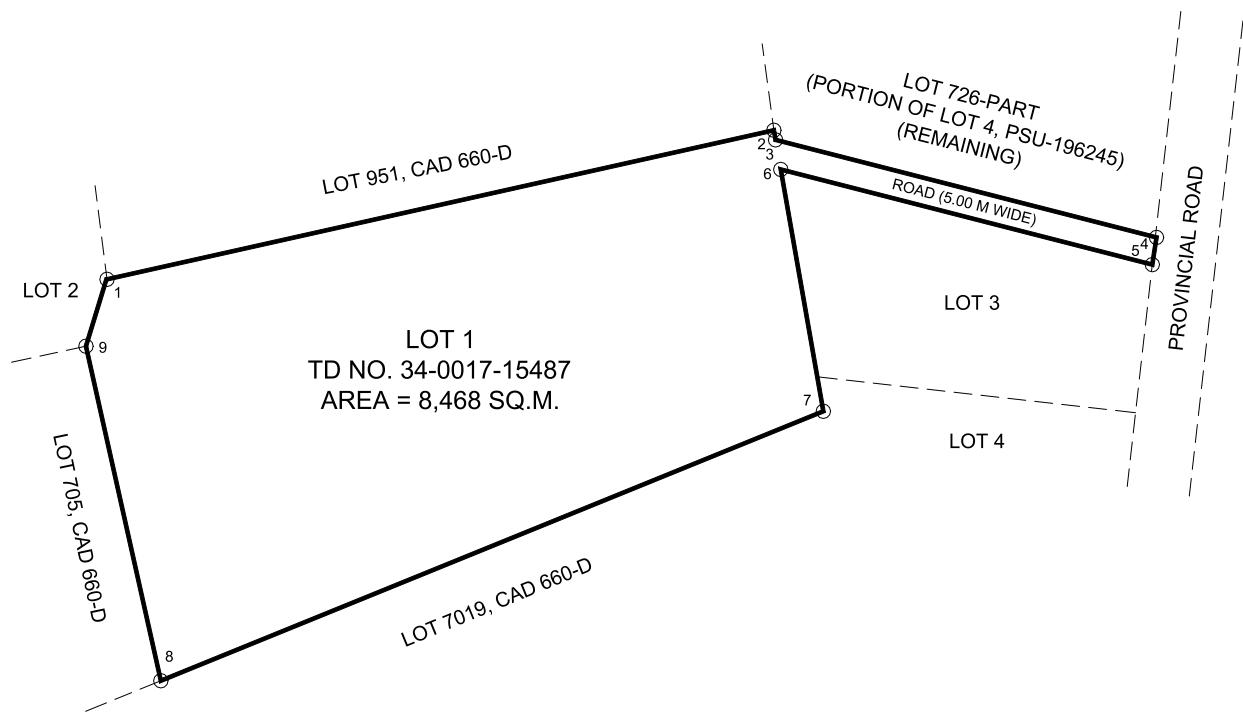 LOT 726-PART
(PORTION OF LOT 4, PSU-196245)
(REMAINING)
2
3
6
LOT 951, CAD 660-D
ROAD (5.00 M WIDE)
PROVINCIAL ROAD
4
5
LOT 2
1
LOT 3
9
LOT 1
TD NO. 34-0017-15487
AREA = 8,468 SQ.M.
7
LOT 4
LOT 705, CAD 660-D
LOT 7019, CAD 660-D
8